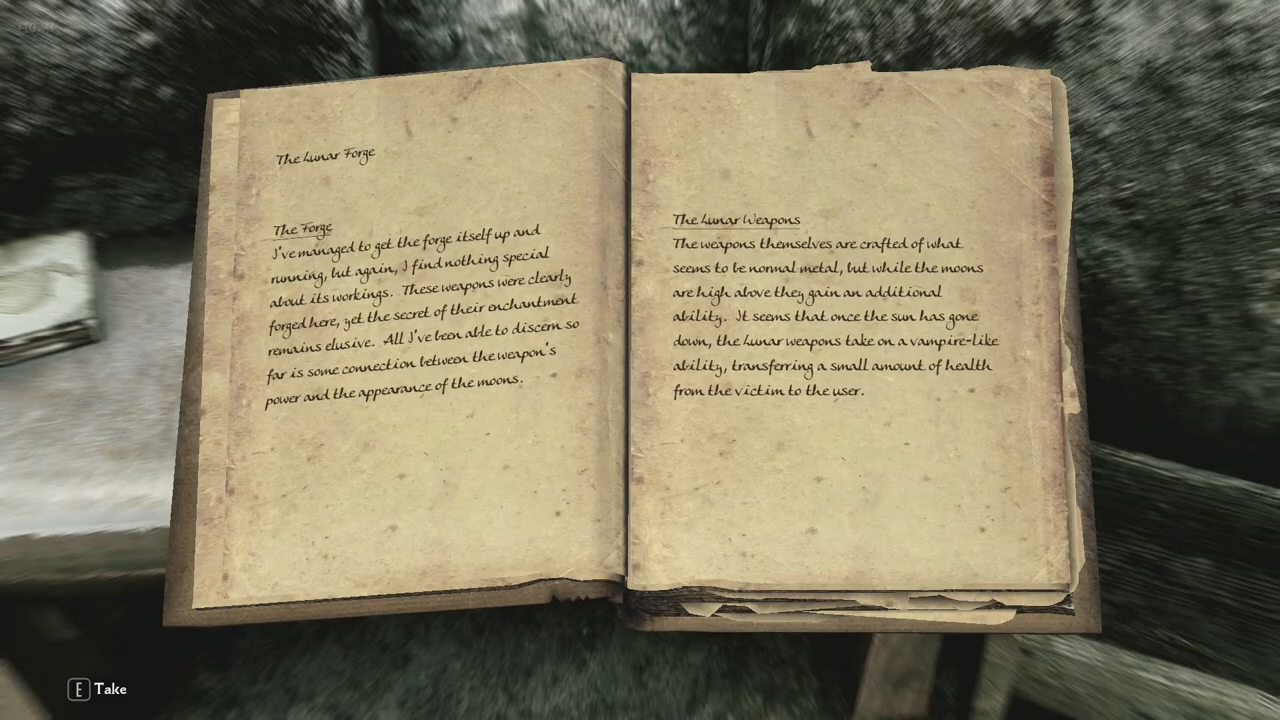 The Lunar Forge
The Forge
I've managed to get the forge itself up and
running, but again, I find nothing special
about its workings. These weapons were clearly
forged here, yet the secret of their enchantment
remains elusive. All I've been able to discern so
far is some connection between the weapon's
power and the appearance of the moons.
The Lunar Weapons
The weapons themselves are crafted of what
seems to be normal metal, but while the moons
are high above they gain an additional
ability. It seems that once the sun has gone
down, the Lunar weapons take on a vampire-like
ability, transferring a small amount of health
from the victim to the user.
E Take